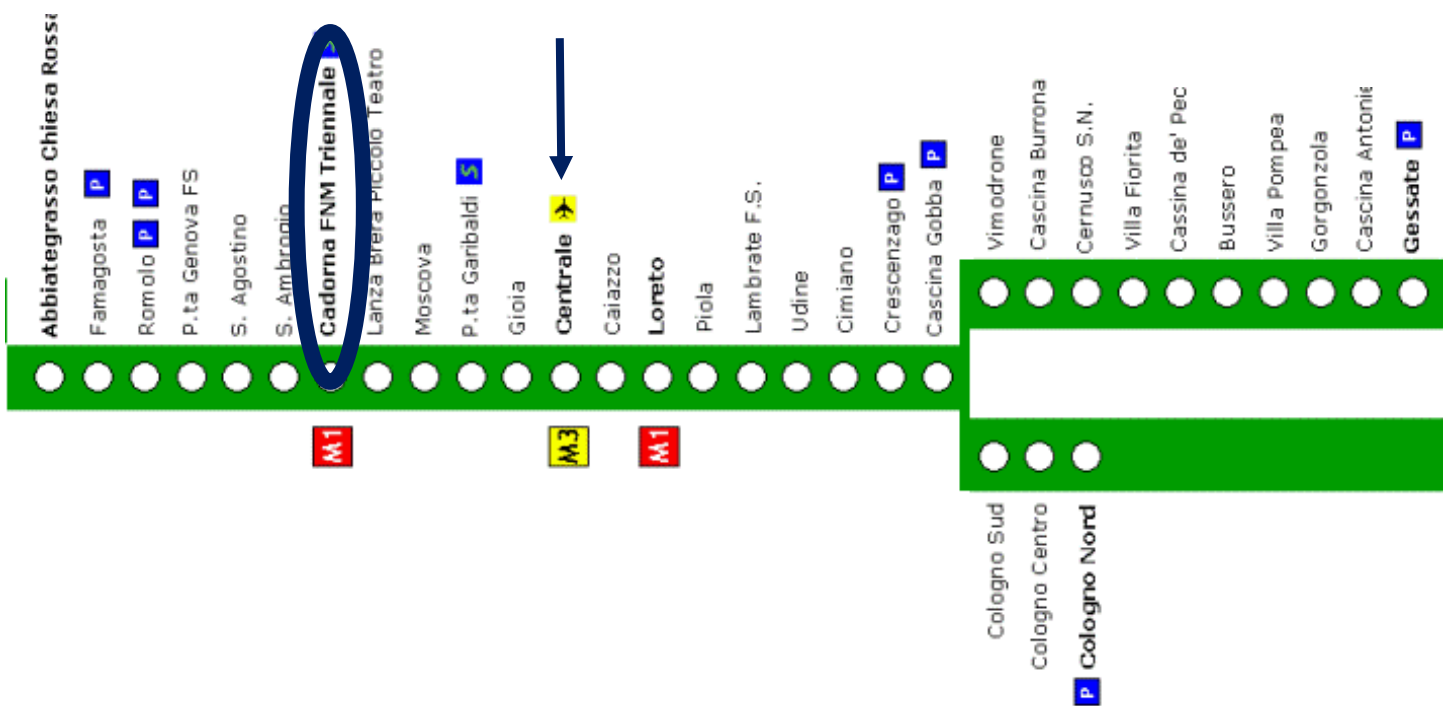 Abbiategrasso Chiesa Rossa
Famagosta P
Romolo P P
P.ta Genova FS
S. Agostino
S. Ambrogio
Cadorna FNM Triennale S
Lanza Brera Piccolo Teatro
Moscova
P.ta Garibaldi S
Gioia
Centrale
Caiazzo
Loreto
Piola
Lambrate F.S.
Udine
Cimiano
Crescenzago P
Cascina Gobba P
M1
M3
M1
Vimodrone
Cascina Burrona
Cernusco S.N.
Villa Fiorita
Cassina de' Pec
Bussero
Villa Pompea
Gorgonzola
Cascina Antonie
Gessate P
Cologno Sud
Cologno Centro
P Cologno Nord